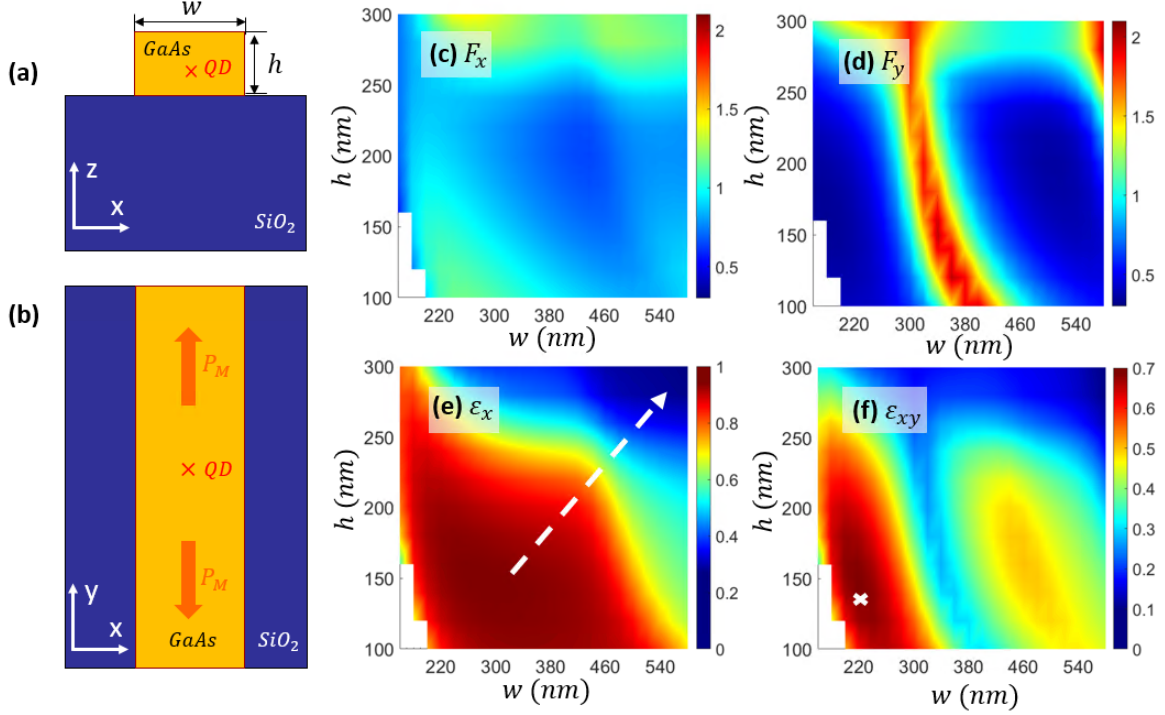 (a)
w
GaAs
× QD
h
z
x
SiO₂
(b)
P_M
× QD
P_M
y
x
GaAs
SiO₂
(c) F_x
300
250
200
150
100
h (nm)
220 300 380 460 540
w (nm)
2
1.5
1
0.5
(d) F_y
300
250
200
150
100
h (nm)
220 300 380 460 540
w (nm)
2
1.5
1
0.5
(e) ε_x
300
250
200
150
100
h (nm)
220 300 380 460 540
w (nm)
1
0.8
0.6
0.4
0.2
0
(f) ε_xy
300
250
200
150
100
h (nm)
220 300 380 460 540
w (nm)
0.7
0.6
0.5
0.4
0.3
0.2
0.1
0